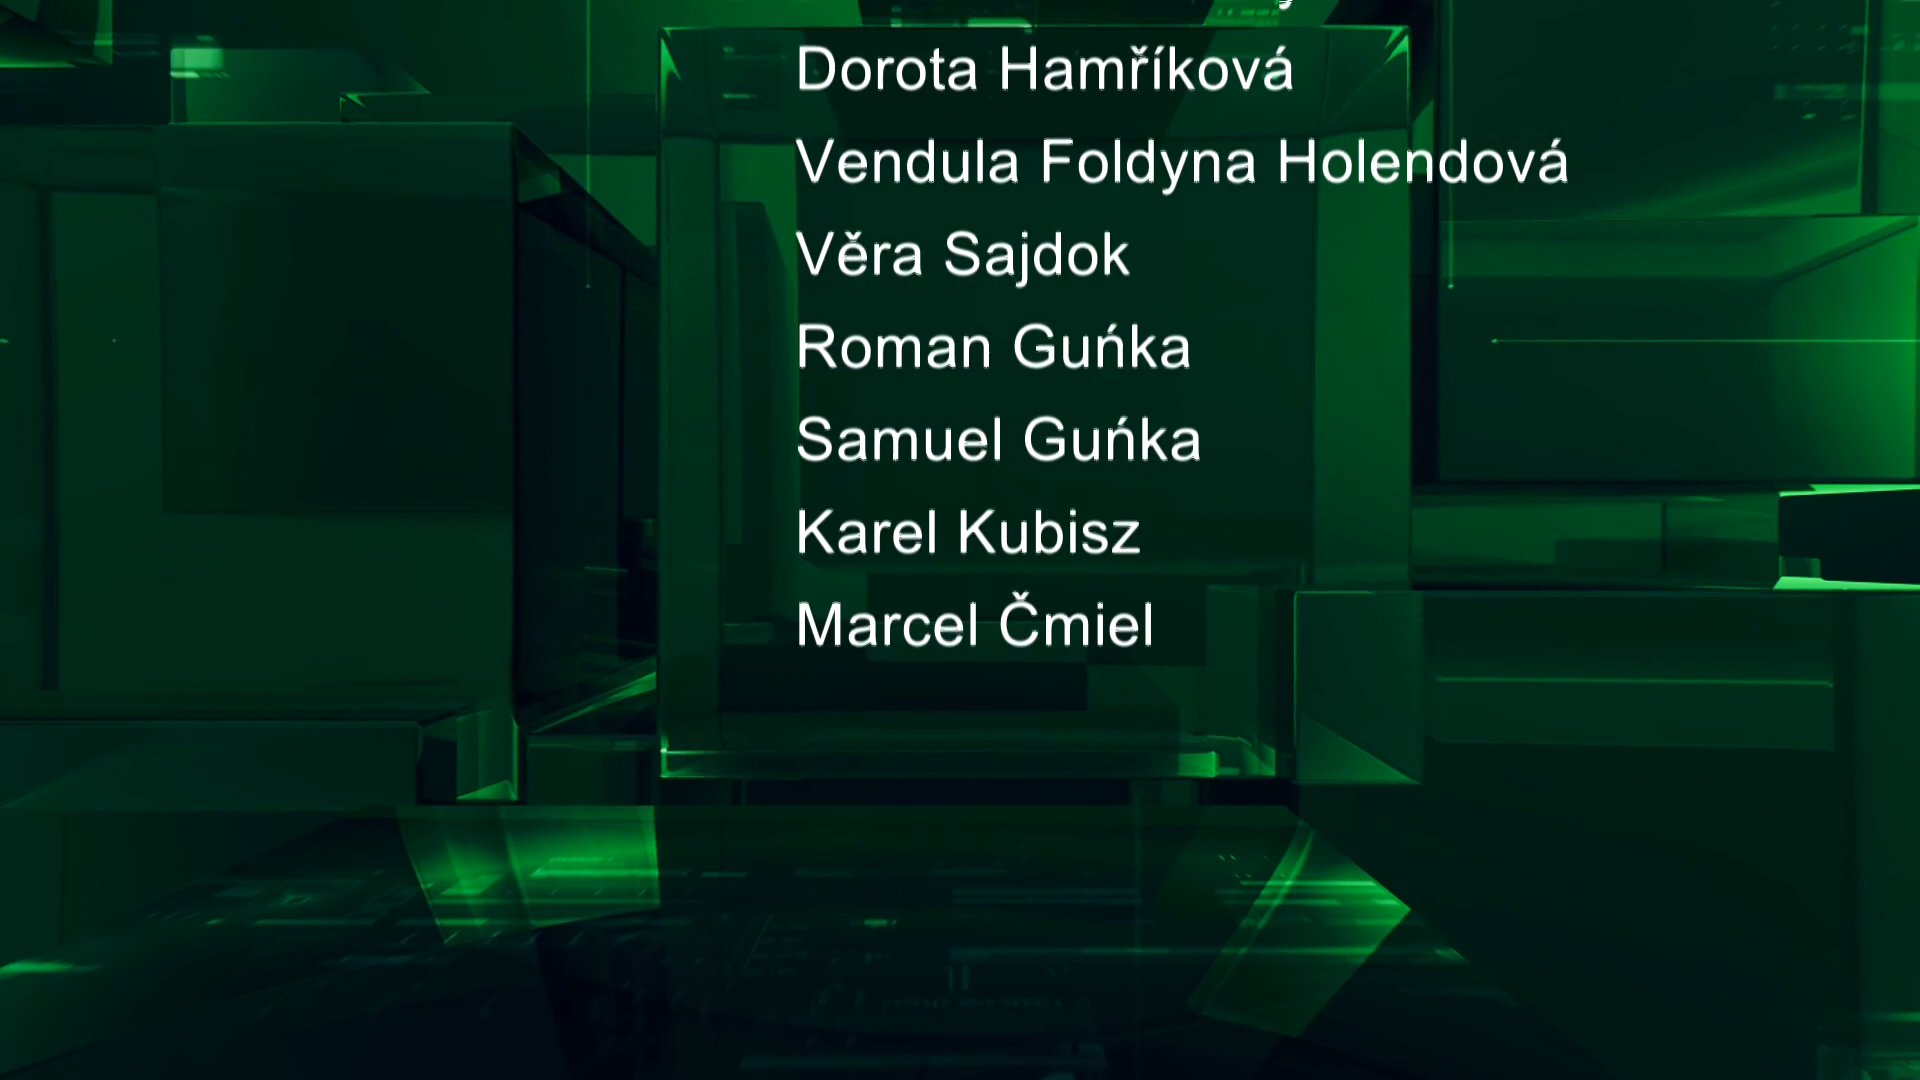 Dorota Hamříková
Vendula Foldyna Holendová
Věra Sajdok
Roman Guńka
Samuel Guńka
Karel Kubisz
Marcel Čmiel